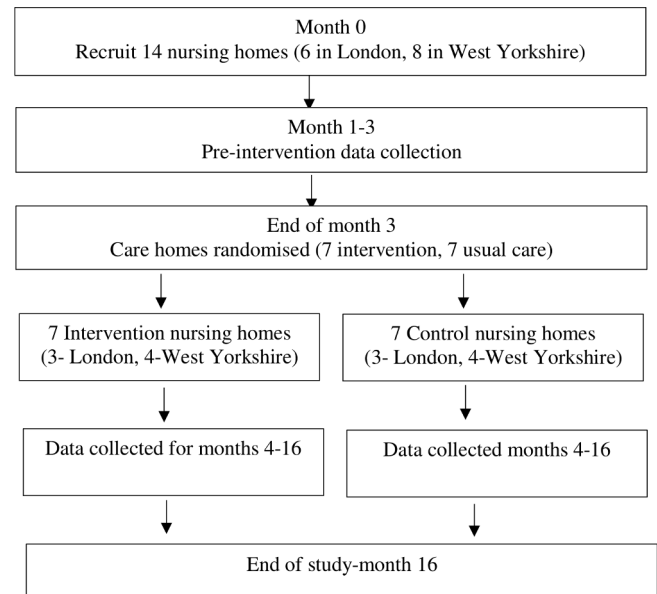 Month 0
Recruit 14 nursing homes (6 in London, 8 in West Yorkshire)
Month 1-3
Pre-intervention data collection
End of month 3
Care homes randomised (7 intervention, 7 usual care)
7 Intervention nursing homes
(3- London, 4-West Yorkshire)
7 Control nursing homes
(3- London, 4-West Yorkshire)
Data collected for months 4-16
Data collected months 4-16
End of study-month 16